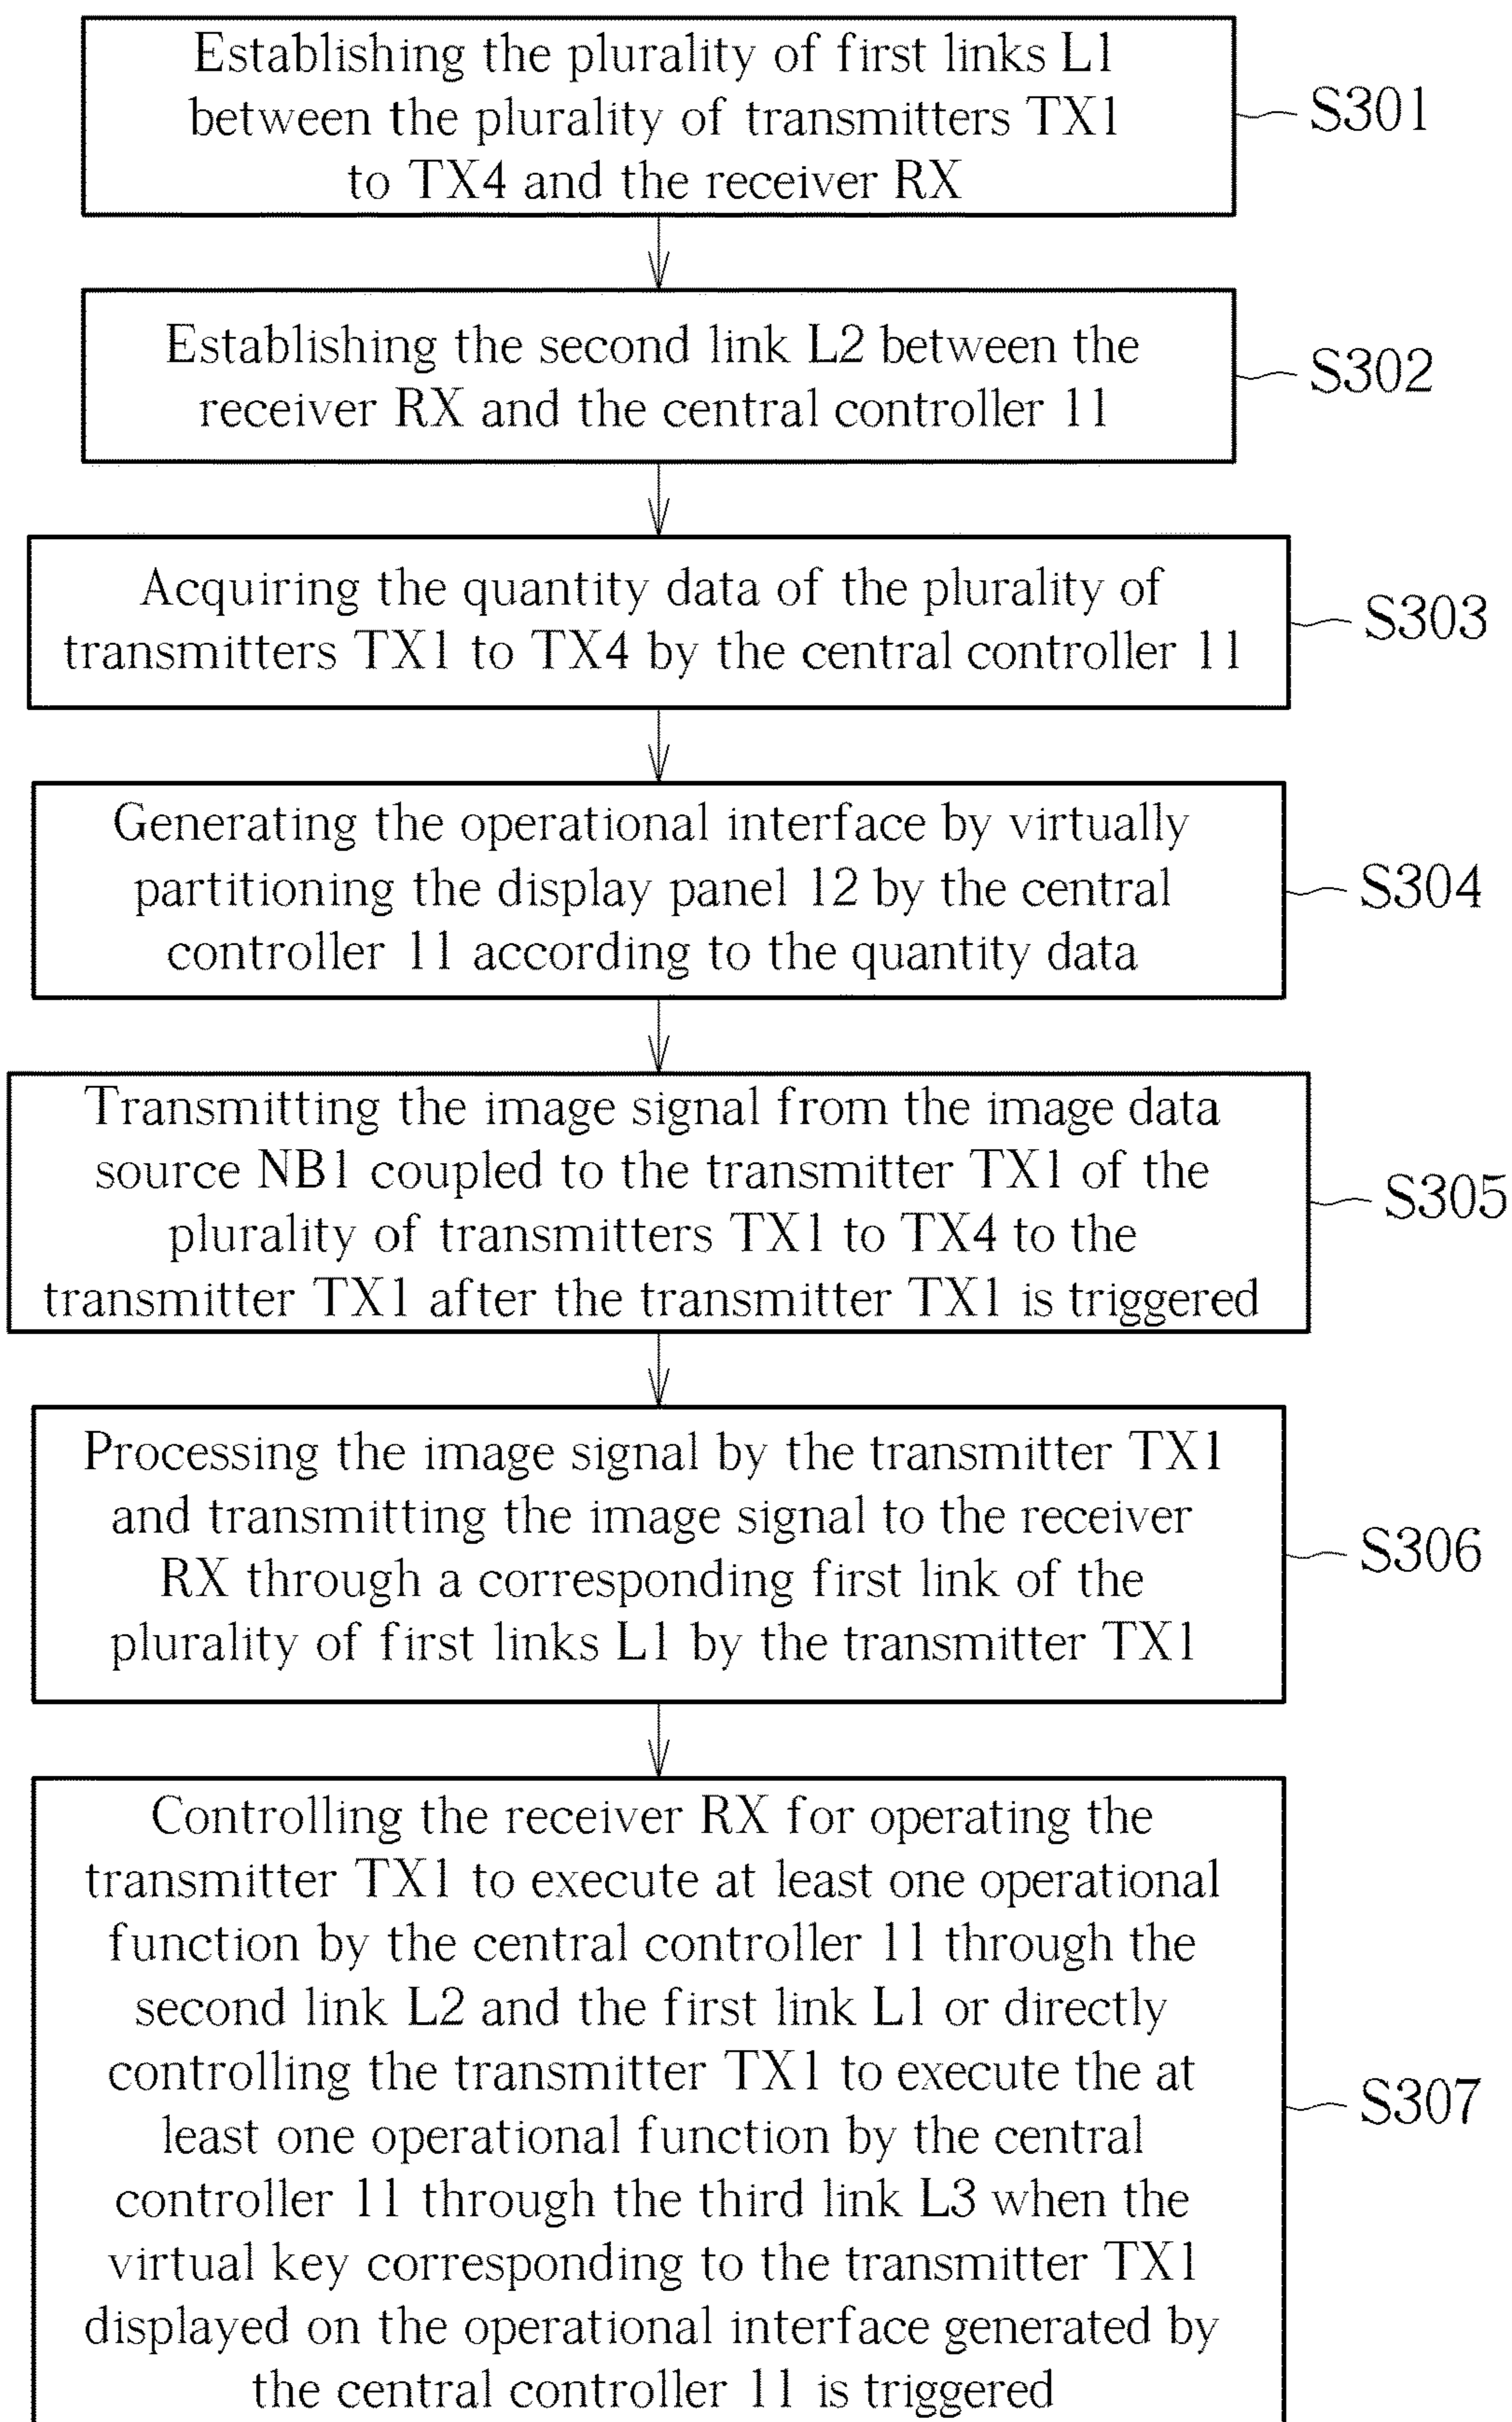 Establishing the plurality of first links L1
between the plurality of transmitters TX1
to TX4 and the receiver RX
S301
Establishing the second link L2 between the
receiver RX and the central controller 11
S302
Acquiring the quantity data of the plurality of
transmitters TX1 to TX4 by the central controller 11
S303
Generating the operational interface by virtually
partitioning the display panel 12 by the central
controller 11 according to the quantity data
S304
Transmitting the image signal from the image data
source NB1 coupled to the transmitter TX1 of the
plurality of transmitters TX1 to TX4 to the
transmitter TX1 after the transmitter TX1 is triggered
S305
Processing the image signal by the transmitter TX1
and transmitting the image signal to the receiver
RX through a corresponding first link of the
plurality of first links L1 by the transmitter TX1
S306
Controlling the receiver RX for operating the
transmitter TX1 to execute at least one operational
function by the central controller 11 through the
second link L2 and the first link L1 or directly
controlling the transmitter TX1 to execute the at
least one operational function by the central
controller 11 through the third link L3 when the
virtual key corresponding to the transmitter TX1
displayed on the operational interface generated by
the central controller 11 is triggered
S307